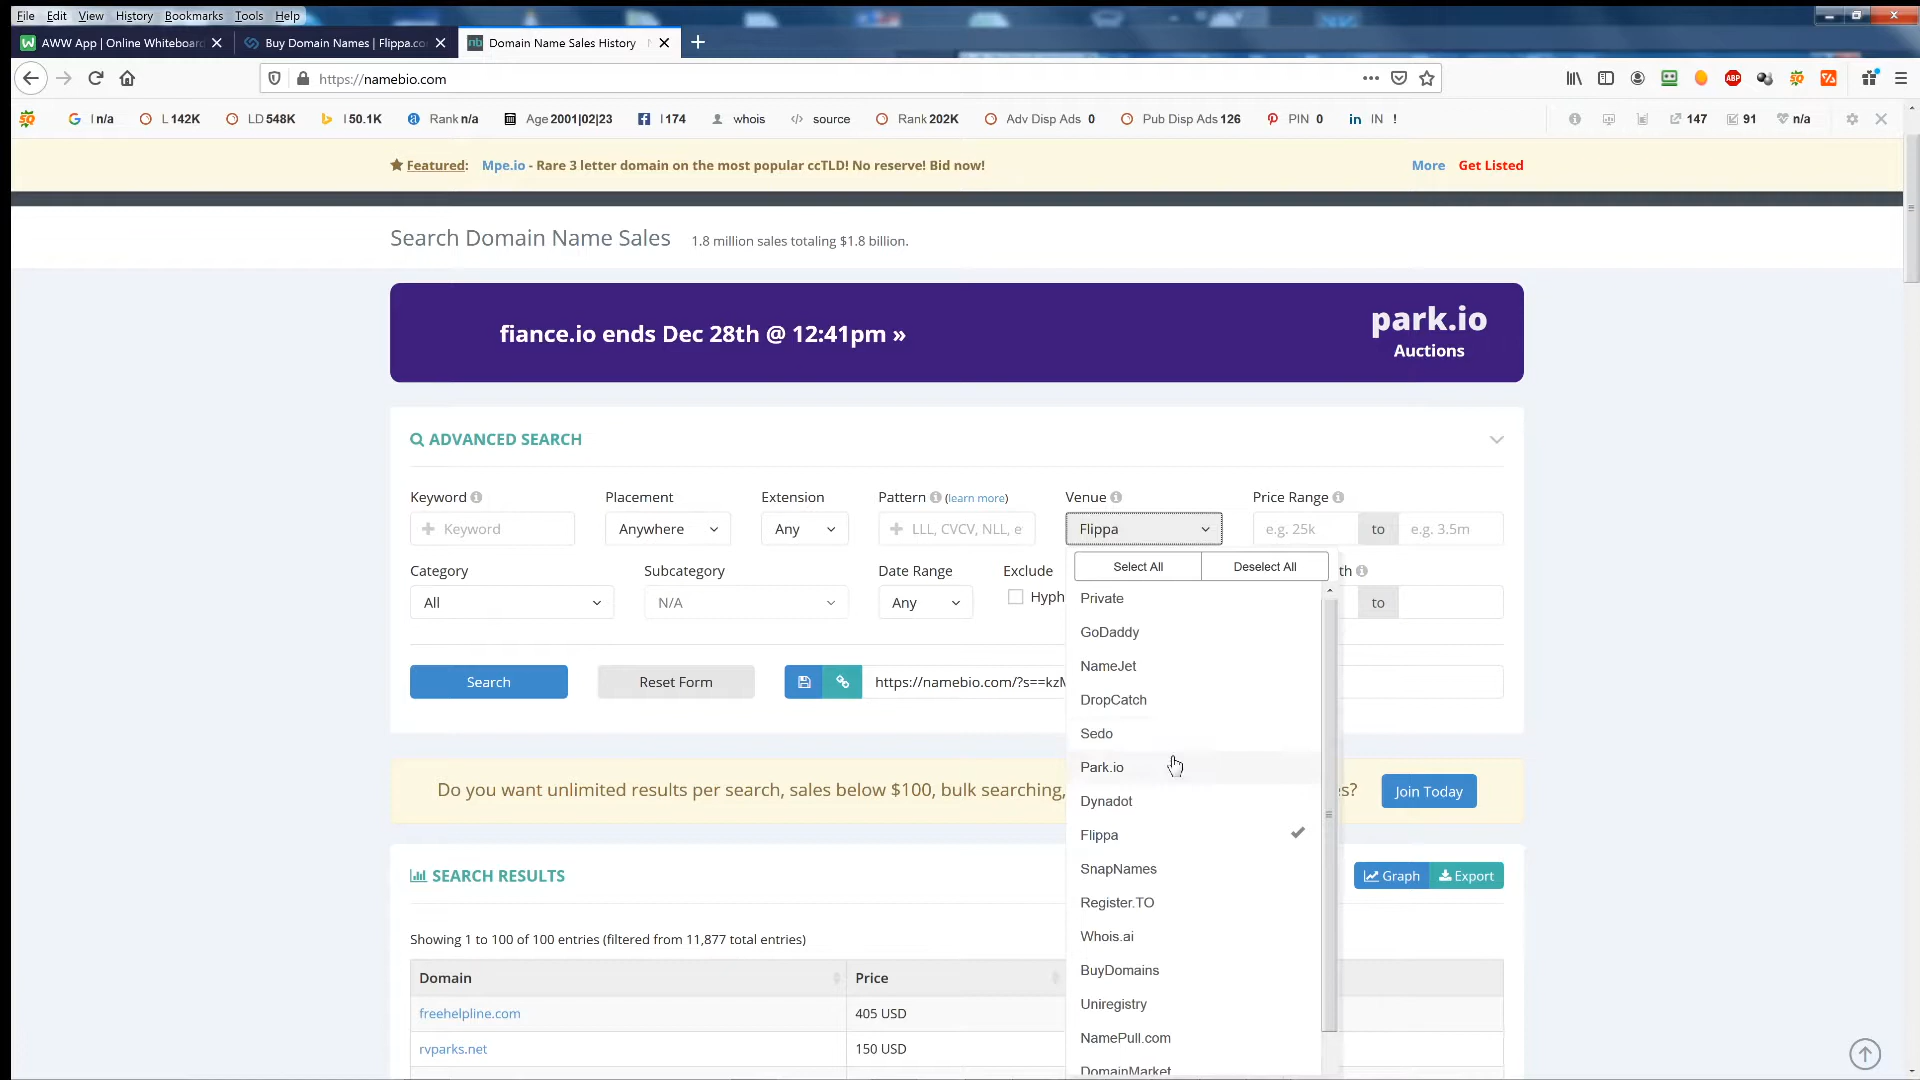 File Edit View History Bookmarks Tools Help
AWW App | Online Whiteboard
Buy Domain Names | Flippa.co
nb Domain Name Sales History
https://namebio.com
I n/a L 142K LD 548K I 50.1K Rank n/a Age 2001|02|23 I 174 whois source Rank 202K Adv Disp Ads 0 Pub Disp Ads 126 PIN 0 in IN ! 147 91 n/a
Featured: Mpe.io - Rare 3 letter domain on the most popular ccTLD! No reserve! Bid now! More Get Listed
Search Domain Name Sales 1.8 million sales totaling $1.8 billion.
fiance.io ends Dec 28th @ 12:41pm »
park.io
Auctions
ADVANCED SEARCH
Keyword Placement Extension Pattern (learn more) Venue Price Range
Keyword Anywhere Any LLL, CVCV, NLL, e Flippa e.g. 25k to e.g. 3.5m
Select All Deselect All
Category Subcategory Date Range Exclude th
All N/A Any Hyph to
Private
GoDaddy
NameJet
DropCatch
Sedo
Park.io
Dynadot
Flippa
SnapNames
Register.TO
Whois.ai
BuyDomains
Uniregistry
NamePull.com
DomainMarket
Search Reset Form https://namebio.com/?s==kzM
Do you want unlimited results per search, sales below $100, bulk searching, s? Join Today
SEARCH RESULTS Graph Export
Showing 1 to 100 of 100 entries (filtered from 11,877 total entries)
Domain Price
freehelpline.com 405 USD
rvparks.net 150 USD